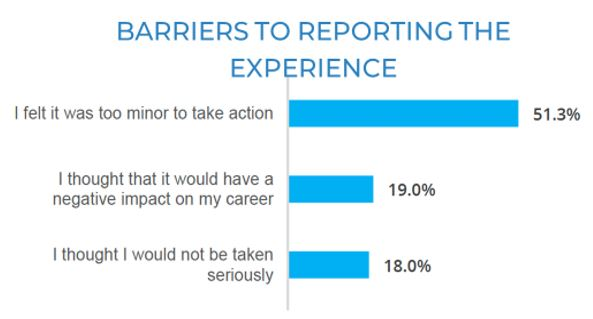 BARRIERS TO REPORTING THE
EXPERIENCE
I felt it was too minor to take action
51.3%
I thought that it would have a
negative impact on my career
19.0%
I thought I would not be taken
seriously
18.0%